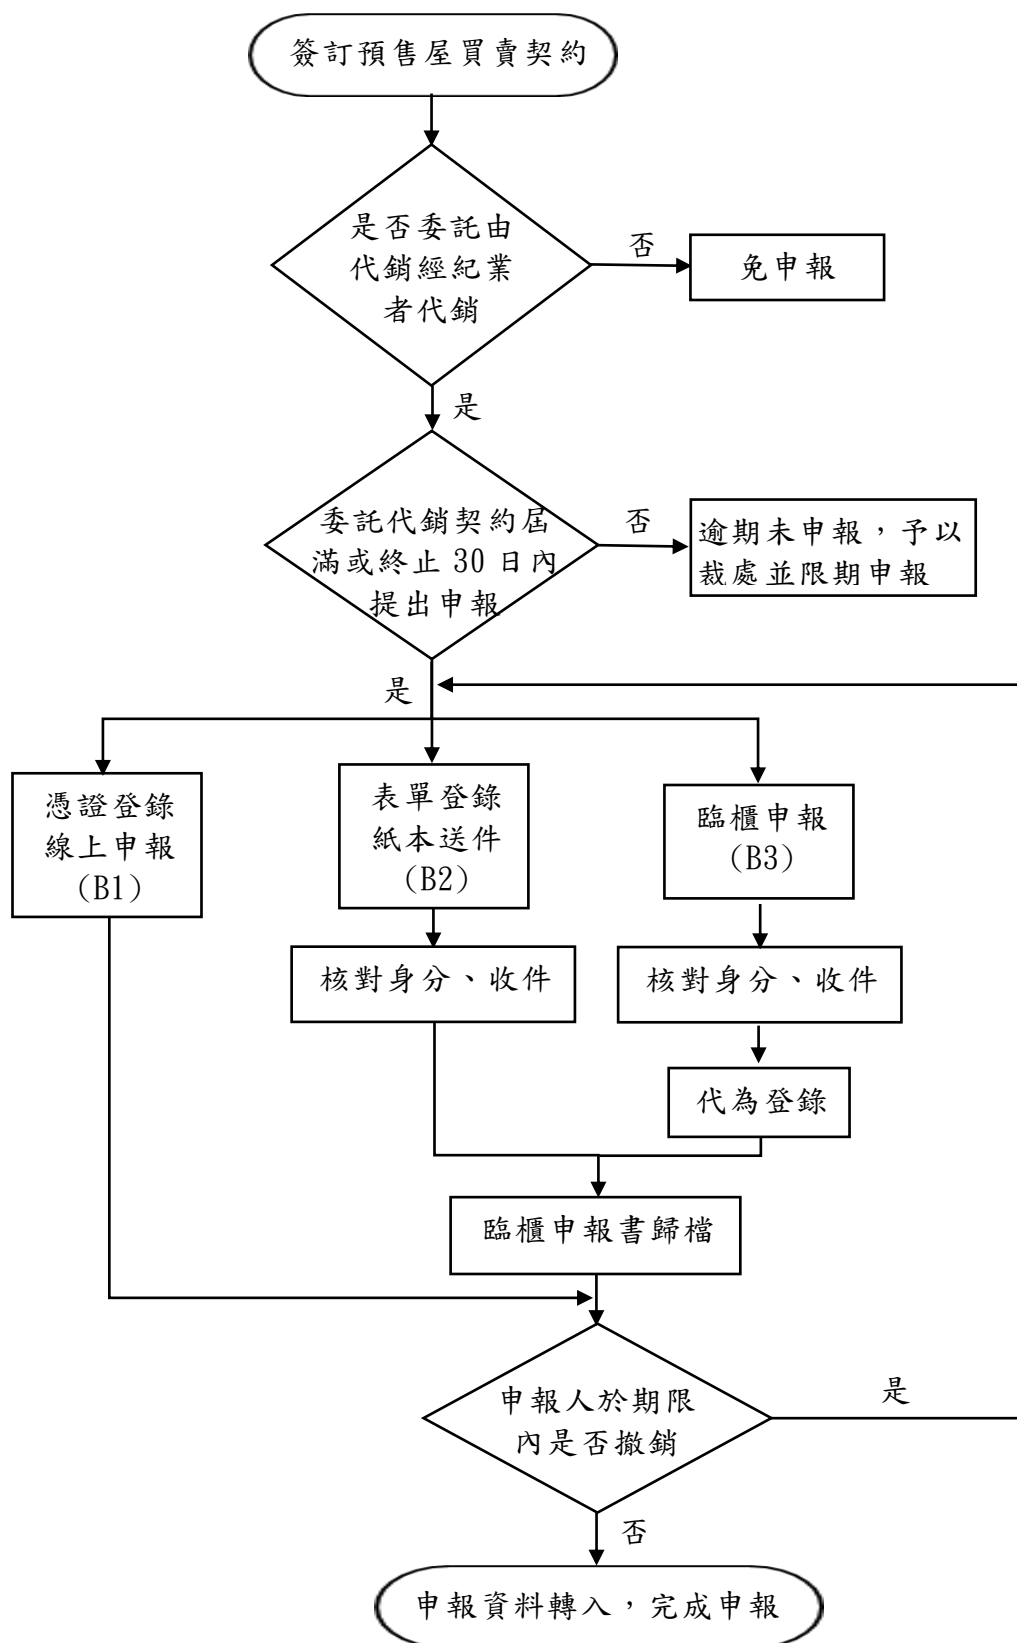 簽訂預售屋買賣契約
是否委託由
代銷經紀業
者代銷
否
免申報
是
委託代銷契約屆
滿或終止 30 日內
提出申報
否
逾期未申報，予以
裁處並限期申報
是
憑證登錄
線上申報
(B1)
表單登錄
紙本送件
(B2)
臨櫃申報
(B3)
核對身分、收件
核對身分、收件
代為登錄
臨櫃申報書歸檔
申報人於期限
內是否撤銷
是
否
申報資料轉入，完成申報